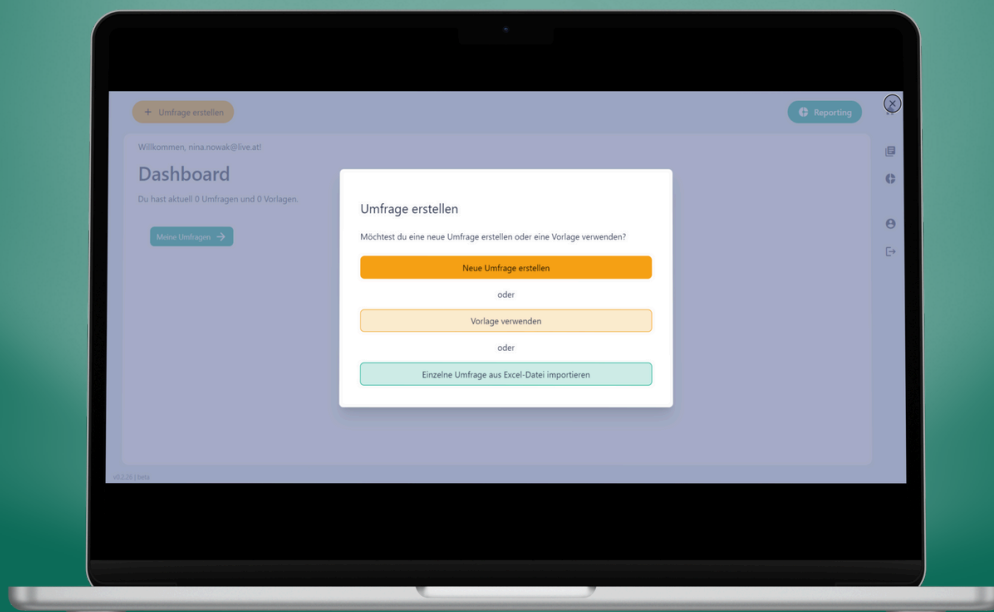 + Umfrage erstellen
Reporting
Willkommen, nina.nowak@live.at!
Dashboard
Du hast aktuell 0 Umfragen und 0 Vorlagen.
Meine Umfragen →
Umfrage erstellen
Möchtest du eine neue Umfrage erstellen oder eine Vorlage verwenden?
Neue Umfrage erstellen
oder
Vorlage verwenden
oder
Einzelne Umfrage aus Excel-Datei importieren